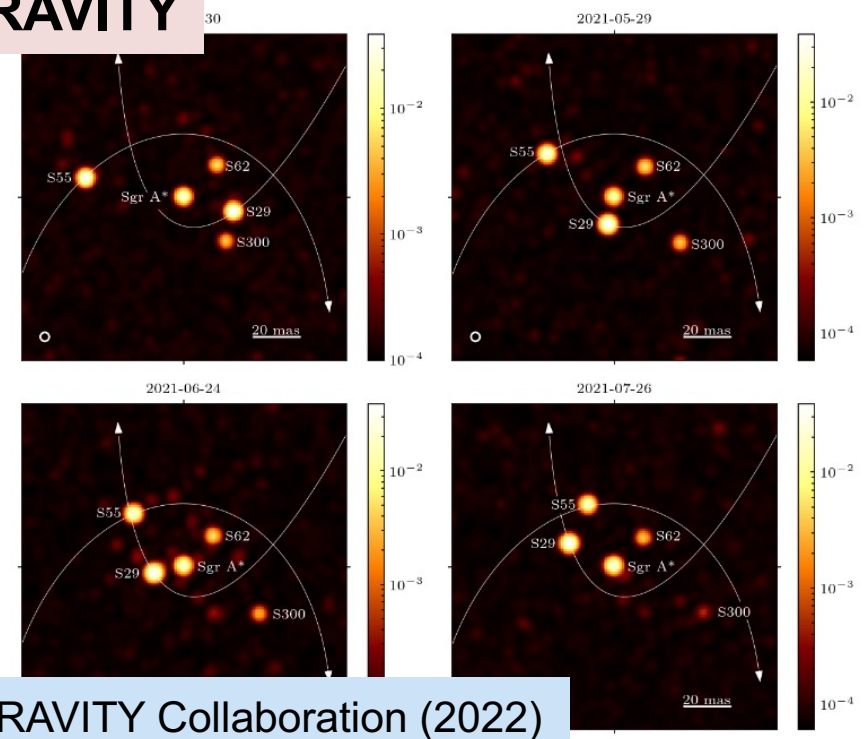 RAVITY
30
2021-05-29
S55
S62
Sgr A*
S29
S300
20 mas
10⁻²
10⁻³
10⁻⁴
S55
S62
Sgr A*
S29
S300
20 mas
10⁻²
10⁻³
10⁻⁴
2021-06-24
2021-07-26
S55
S62
S29
Sgr A*
S300
10⁻²
10⁻³
S55
S62
S29
Sgr A*
S300
20 mas
10⁻²
10⁻³
10⁻⁴
RAVITY Collaboration (2022)